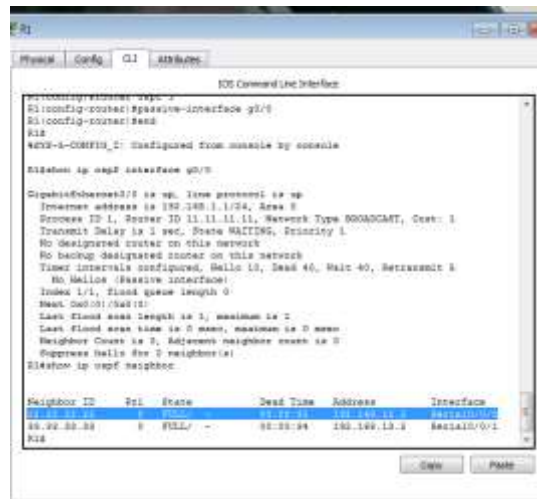 R1
Physical Config CLI Attributes
IOS Command Line Interface
R1(config-router)#passive-interface g0/0
R1(config-router)#end
R1#
%SYS-5-CONFIG_I: Configured from console by console
R1#show ip ospf interface g0/0
GigabitEthernet0/0 is up, line protocol is up
Internet address is 192.168.1.1/24, Area 0
Process ID 1, Router ID 11.11.11.11, Network Type BROADCAST, Cost: 1
Transmit Delay is 1 sec, State WAITING, Priority 1
No designated router on this network
No backup designated router on this network
Timer intervals configured, Hello 10, Dead 40, Wait 40, Retransmit 5
No Hellos (Passive interface)
Index 1/1, flood queue length 0
Next 0x0(0)/0x0(0)
Last flood scan length is 1, maximum is 1
Last flood scan time is 0 msec, maximum is 0 msec
Neighbor Count is 0, Adjacent neighbor count is 0
Suppress hello for 0 neighbor(s)
R1#show ip ospf neighbor
Neighbor ID Pri State Dead Time Address Interface
0 FULL/ - Serial0/0/0
0 FULL/ - 192.168.13.2 Serial0/0/1
R1#
Copy Paste